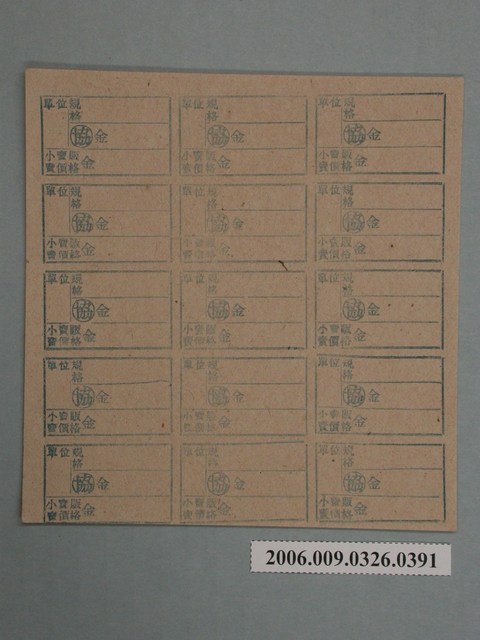 單位規 單位規 單位規
格 格 格
協 金 協 金 協 金
小賣販 金 小賣販 金 小賣販 金
賣價格 賣價格 賣價格
單位規 單位規 單位規
格 格 格
協 金 協 金 協 金
小賣販 金 小賣販 金 小賣販 金
賣價格 賣價格 賣價格
單位規 單位規 單位規
格 格 格
協 金 協 金 協 金
小賣販 金 小賣販 金 小賣販 金
賣價格 賣價格 賣價格
單位規 單位規 單位規
格 格 格
協 金 協 金 協 金
小賣販 金 小賣販 金 小賣販 金
賣價格 賣價格 賣價格
單位規 單位規 單位規
格 格 格
協 金 協 金 協 金
小賣販 金 小賣販 金 小賣販 金
賣價格 賣價格 賣價格
2006.009.0326.0391